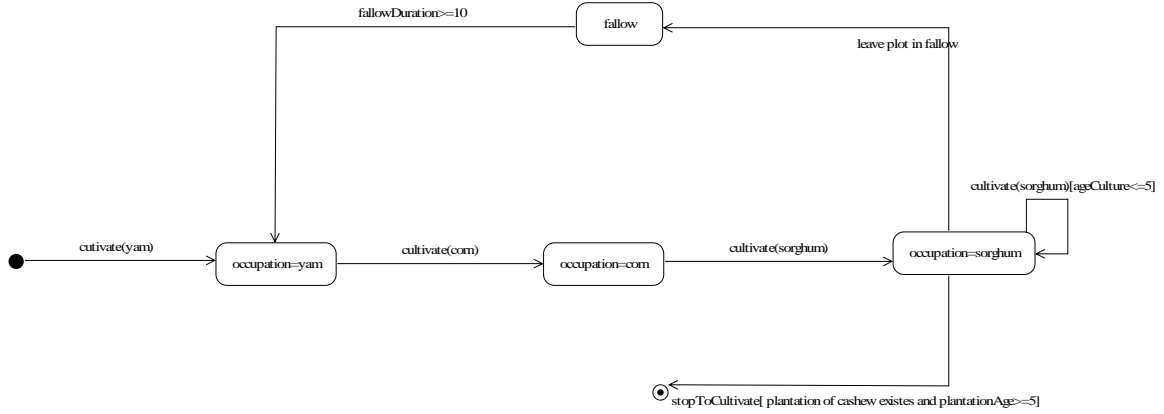 fallowDuration>=10
fallow
leave plot in fallow
cultivate(sorghum)[ageCulture<=5]
cutivate(yam)
occupation=yam
cultivate(corn)
occupation=corn
cultivate(sorghum)
occupation=sorghum
stopToCultivate[ plantation of cashew existes and plantationAge>=5]